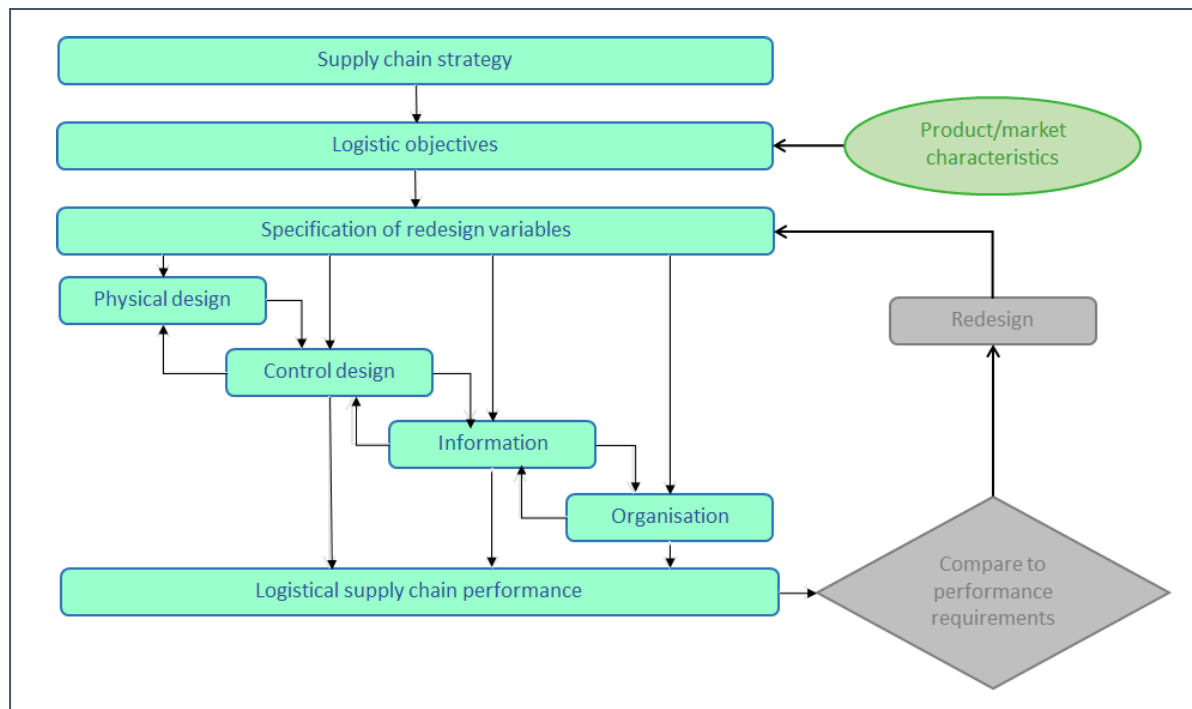 Supply chain strategy
Logistic objectives
Product/market
characteristics
Specification of redesign variables
Physical design
Redesign
Control design
Information
Organisation
Logistical supply chain performance
Compare to
performance
requirements